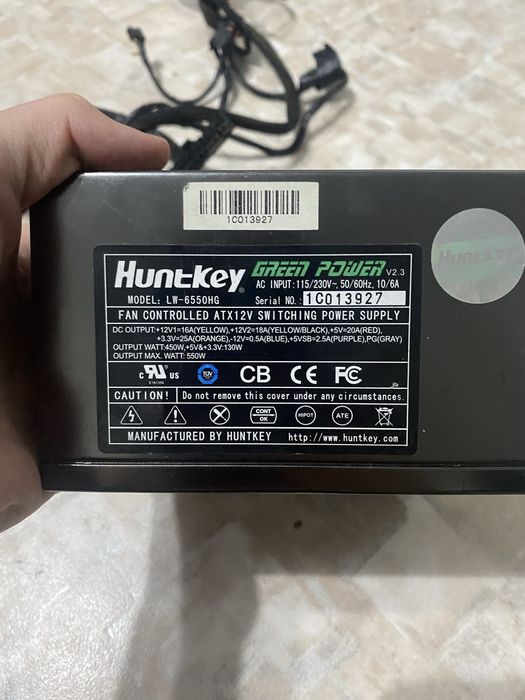 1C013927
Huntkey® GREEN POWER V2.3
AC INPUT:115/230V~, 50/60Hz, 10/6A
MODEL: LW-6550HG Serial NO.: 1C013927
FAN CONTROLLED ATX12V SWITCHING POWER SUPPLY
DC OUTPUT:+12V1=16A(YELLOW),+12V2=18A(YELLOW/BLACK),+5V=20A(RED),
+3.3V=25A(ORANGE),-12V=0.5A(BLUE),+5VSB=2.5A(PURPLE),PG(GRAY)
OUTPUT WATT:450W,+5V&+3.3V:130W
OUTPUT MAX. WATT: 550W
c RU US TUV CB CE FC
CAUTION! Do not remove this cover under any circumstances.
CONT OK HIPOT ATE
MANUFACTURED BY HUNTKEY http://www.huntkey.com
Huntkey